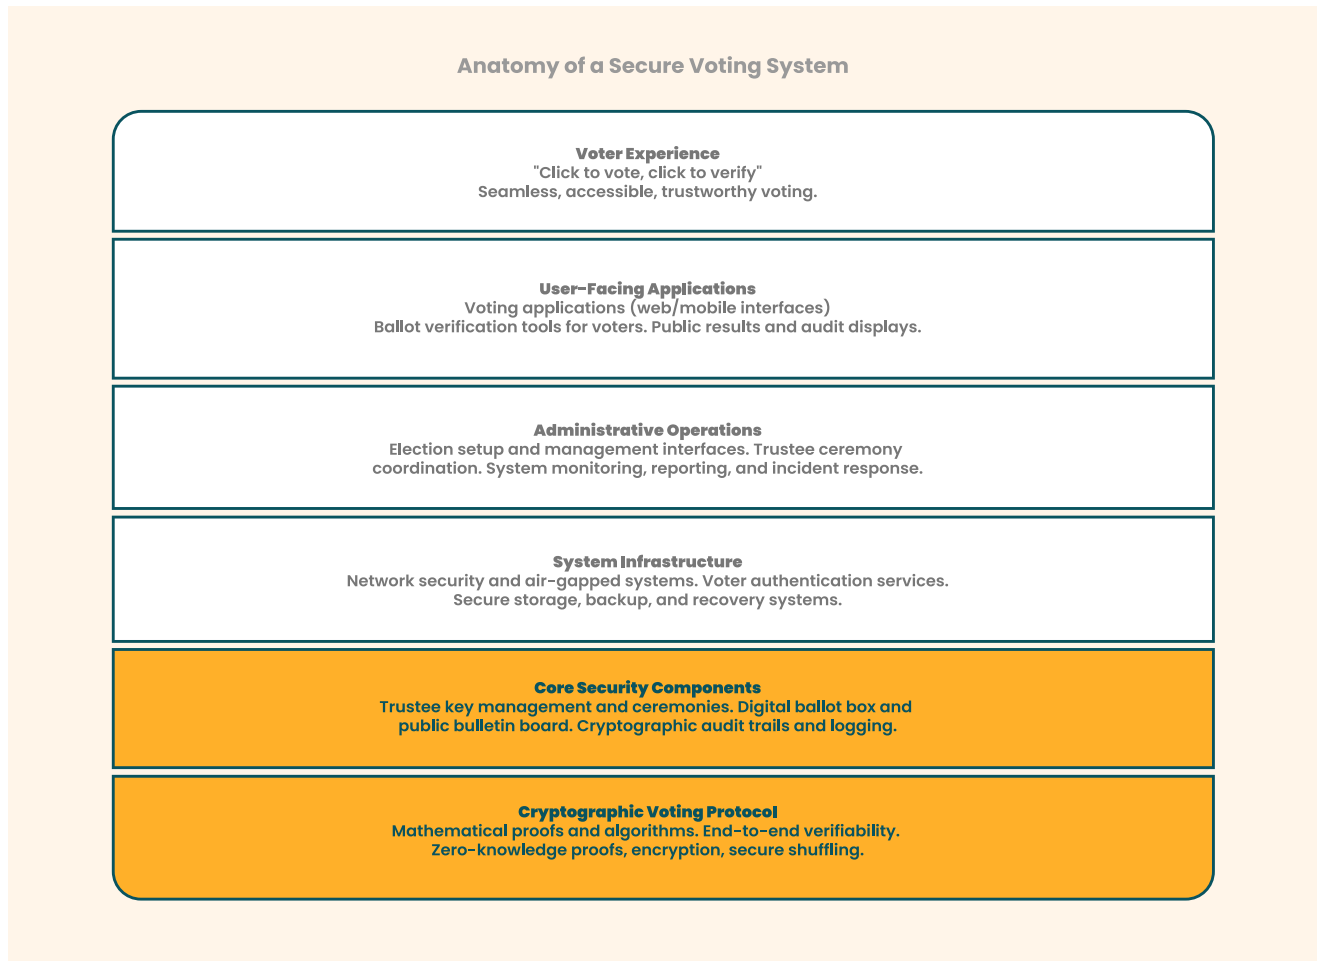 Anatomy of a Secure Voting System
Voter Experience
"Click to vote, click to verify"
Seamless, accessible, trustworthy voting.
User-Facing Applications
Voting applications (web/mobile interfaces)
Ballot verification tools for voters. Public results and audit displays.
Administrative Operations
Election setup and management interfaces. Trustee ceremony
coordination. System monitoring, reporting, and incident response.
System Infrastructure
Network security and air-gapped systems. Voter authentication services.
Secure storage, backup, and recovery systems.
Core Security Components
Trustee key management and ceremonies. Digital ballot box and
public bulletin board. Cryptographic audit trails and logging.
Cryptographic Voting Protocol
Mathematical proofs and algorithms. End-to-end verifiability.
Zero-knowledge proofs, encryption, secure shuffling.